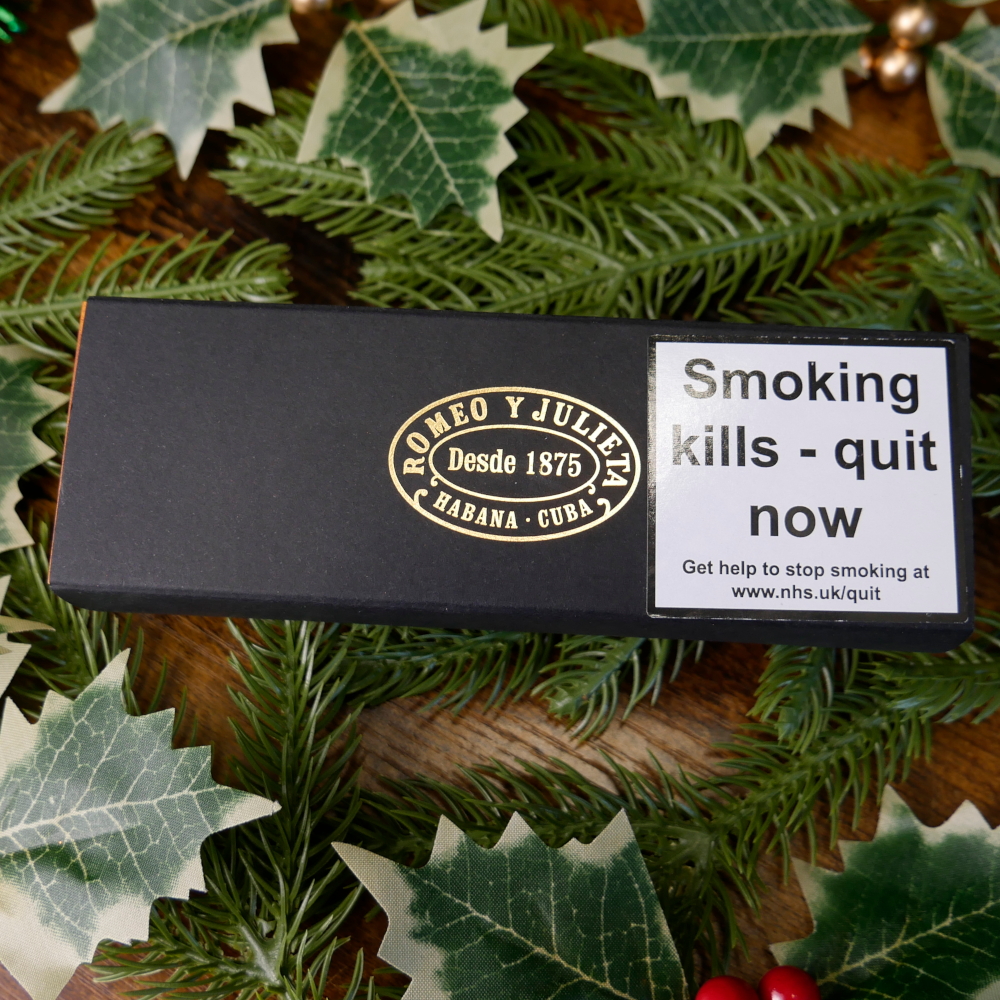 ROMEO Y JULIETA
Desde 1875
HABANA · CUBA
Smoking
kills - quit
now
Get help to stop smoking at
www.nhs.uk/quit